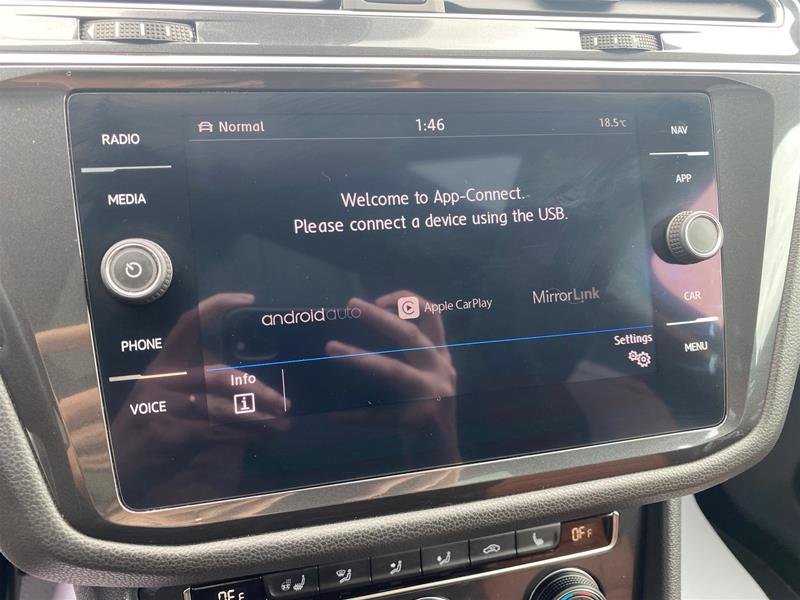 RADIO
MEDIA
PHONE
VOICE
Normal 1:46 18.5°C
Welcome to App-Connect.
Please connect a device using the USB.
androidauto Apple CarPlay MirrorLink
Settings
Info
i
NAV
APP
CAR
MENU
OFF OFF